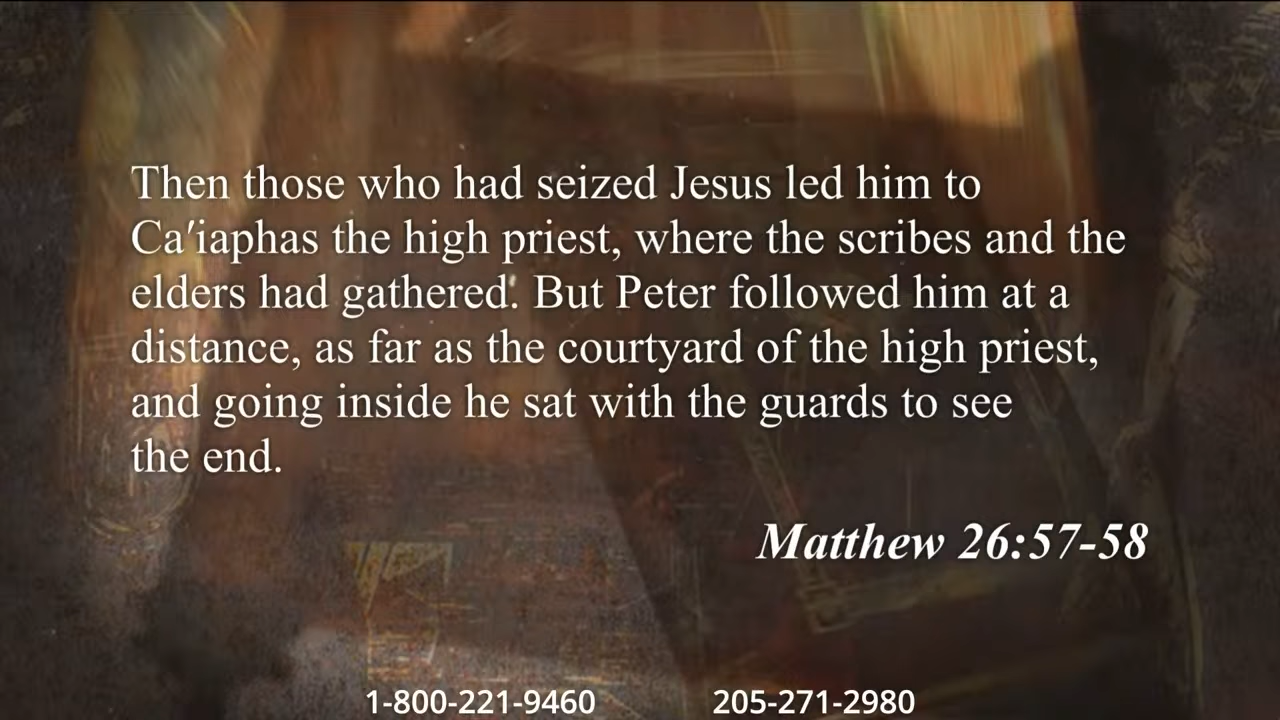 Then those who had seized Jesus led him to
Ca′iaphas the high priest, where the scribes and the
elders had gathered. But Peter followed him at a
distance, as far as the courtyard of the high priest,
and going inside he sat with the guards to see
the end.
Matthew 26:57-58
1-800-221-9460 205-271-2980